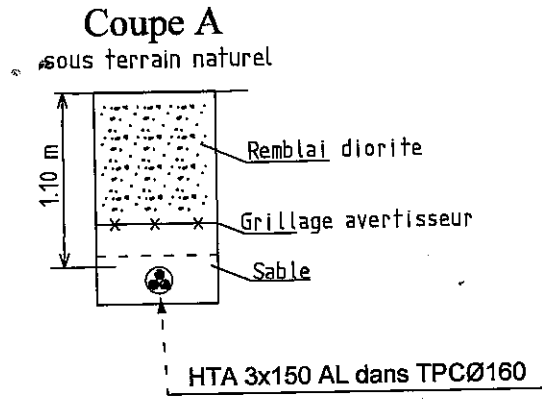 Coupe A
sous terrain naturel
1.10 m
Remblai diorite
Grillage avertisseur
Sable
HTA 3x150 AL dans TPCØ160